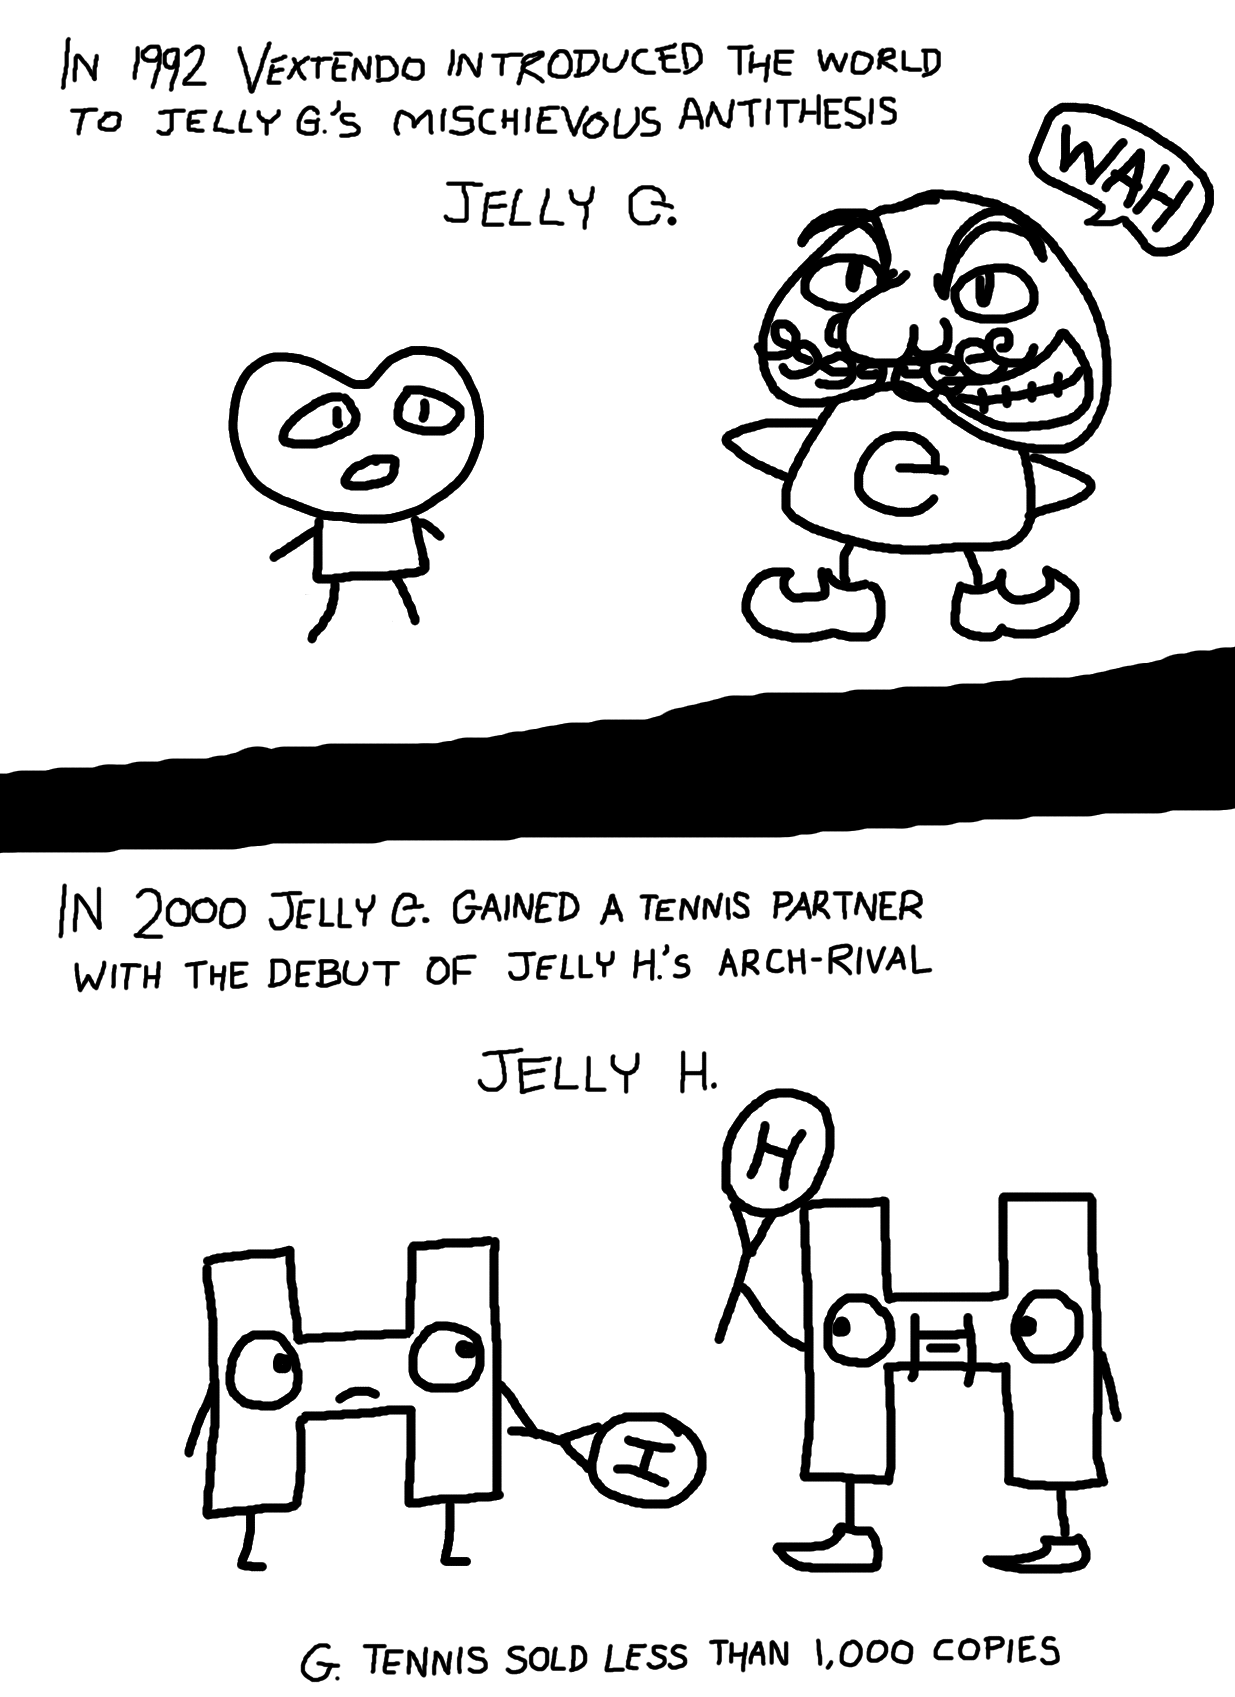 IN 1992 VEXTENDO INTRODUCED THE WORLD
TO JELLY G.'S MISCHIEVOUS ANTITHESIS
JELLY e.
WAH
e
IN 2000 JELLY e. GAINED A TENNIS PARTNER
WITH THE DEBUT OF JELLY H.'S ARCH-RIVAL
JELLY H.
H
I
G. TENNIS SOLD LESS THAN 1,000 COPIES